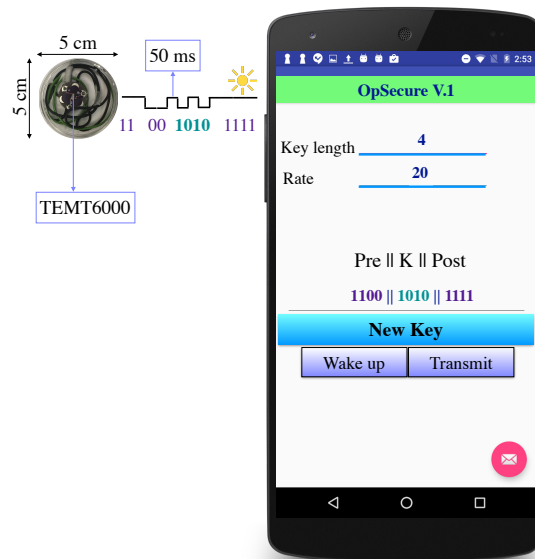 5 cm
5 cm
50 ms
11 00 1010 1111
TEMT6000
2:53
OpSecure V.1
Key length 4
Rate 20
Pre || K || Post
1100 || 1010 || 1111
New Key
Wake up Transmit